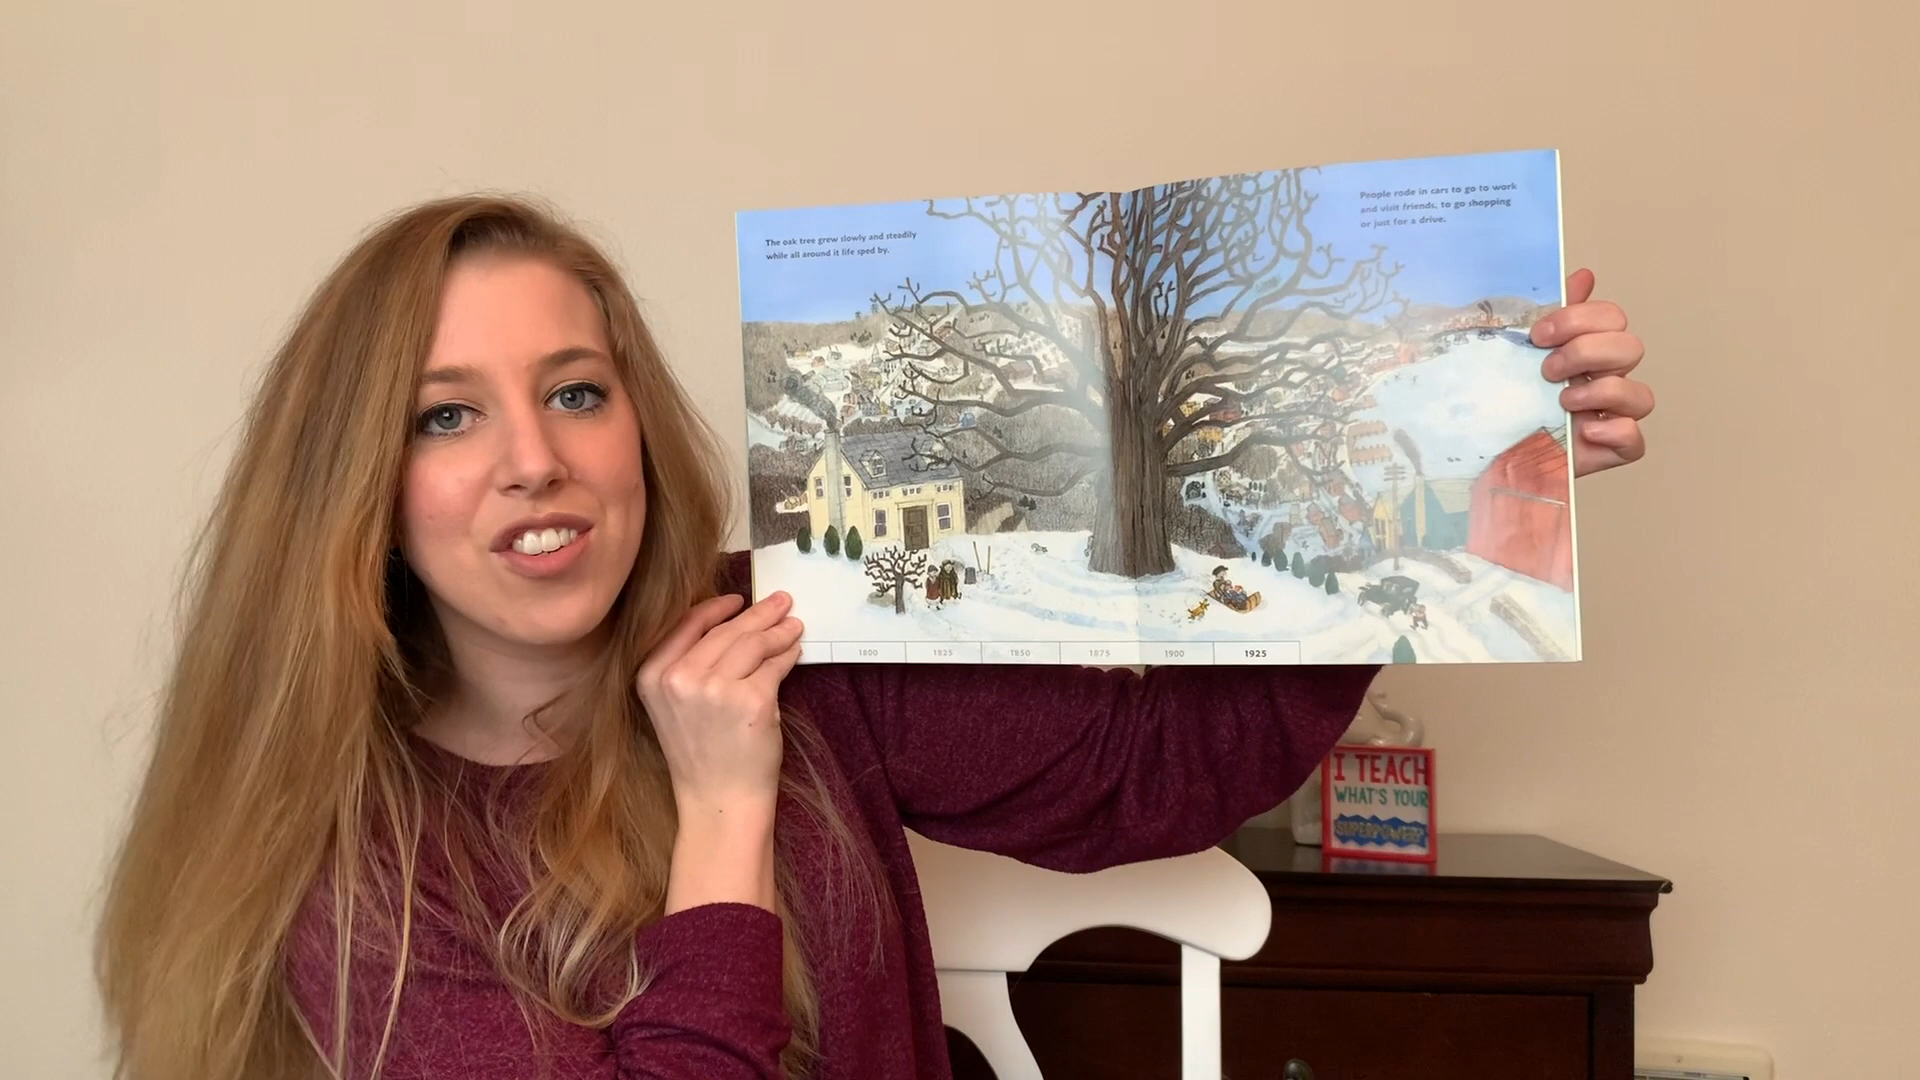 The oak tree grew slowly and steadily
while all around it life sped by.
People rode in cars to go to work
and visit friends, to go shopping
or just for a drive.
1800 1825 1850 1875 1900 1925
I TEACH
WHAT'S YOUR
SUPERPOWER?